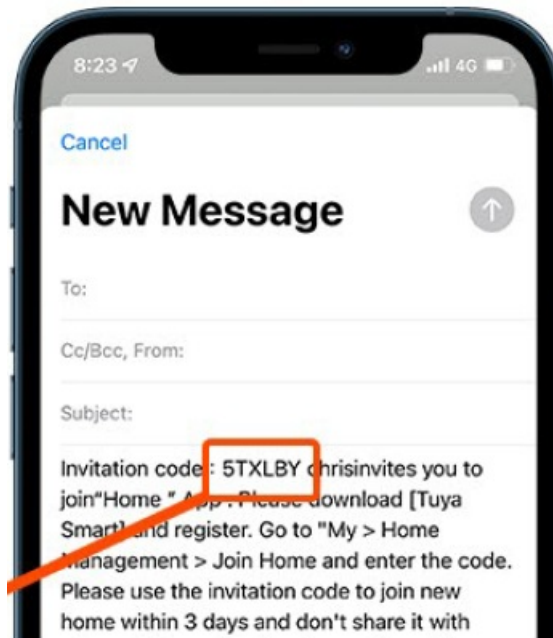 8:23
4G
Cancel
New Message
To:
Cc/Bcc, From:
Subject:
Invitation code : 5TXLBY chrisinvites you to
join“Home ” App . Please download [Tuya
Smart] and register. Go to "My > Home
Management > Join Home and enter the code.
Please use the invitation code to join new
home within 3 days and don't share it with